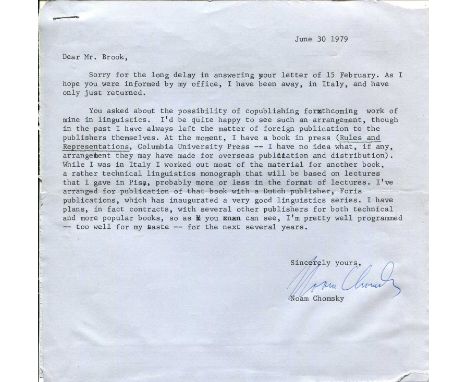 June 30 1979
Dear Mr. Brook,
Sorry for the long delay in answering your letter of 15 February. As I
hope you were informed by my office, I have been away, in Italy, and have
only just returned.
You asked about the possibility of copublishing forthcoming work of
mine in linguistics. I'd be quite happy to see such an arrangement, though
in the past I have always left the matter of foreign publication to the
publishers themselves. At the moment, I have a book in press (Rules and
Representations, Columbia University Press -- I have no idea what, if any,
arrangement they may have made for overseas publication and distribution).
While I was in Italy I worked out most of the material for another book,
a rather technical linguistics monograph that will be based on lectures
that I gave in Pisa, probably more or less in the format of lectures. I've
arranged for publication of that book with a Dutch publisher, Foris
publications, which has inaugurated a very good linguistics series. I have
plans, in fact contracts, with several other publishers for both technical
and more popular books, so as you can see, I'm pretty well programmed
-- too well for my taste -- for the next several years.
Sincerely yours,
Noam Chomsky
Noam Chomsky